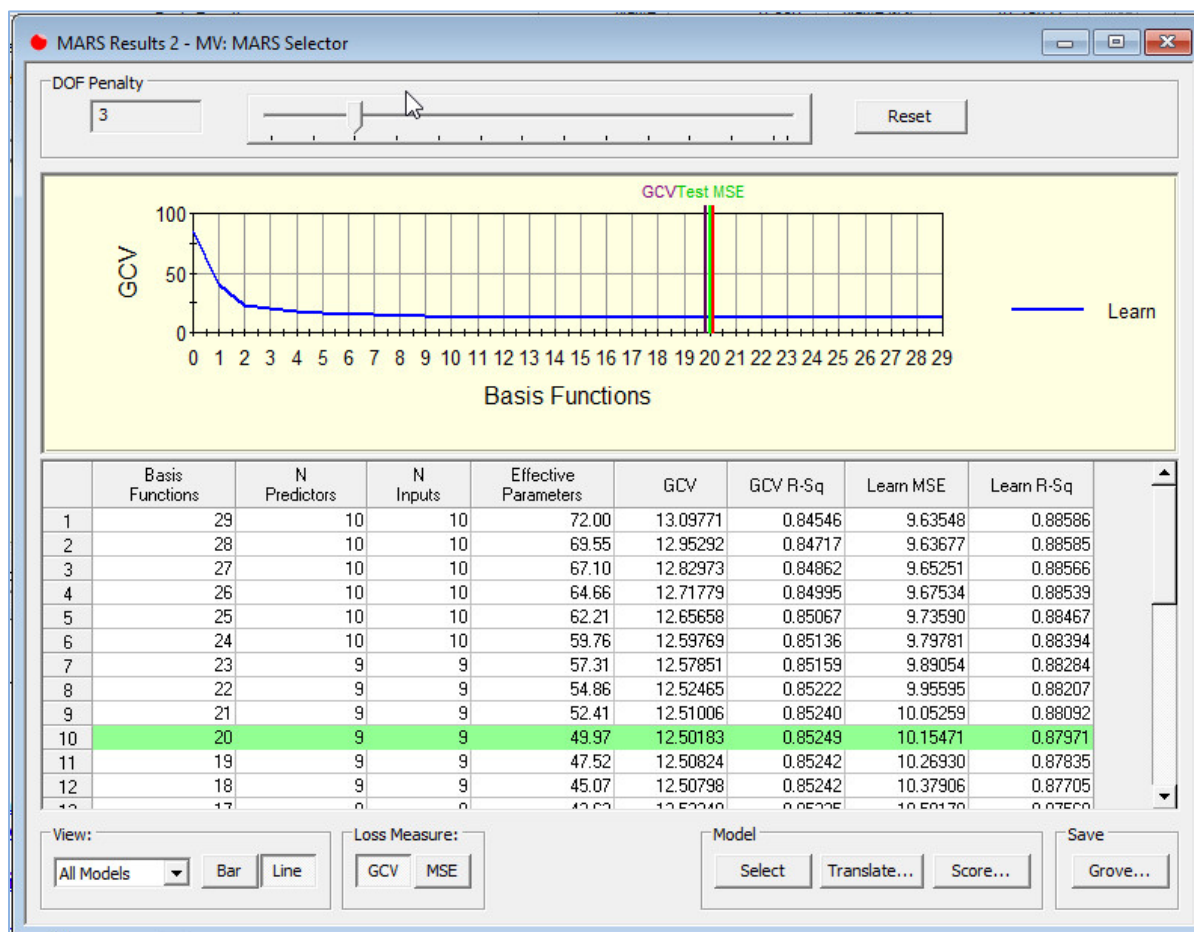 MARS Results 2 - MV: MARS Selector
DOF Penalty
3
Reset
GCV Test MSE
100
50
0
GCV
0 1 2 3 4 5 6 7 8 9 10 11 12 13 14 15 16 17 18 19 20 21 22 23 24 25 26 27 28 29
Basis Functions
Learn
Basis Functions N Predictors N Inputs Effective Parameters GCV GCV R-Sq Learn MSE Learn R-Sq
1 29 10 10 72.00 13.09771 0.84546 9.63548 0.88586
2 28 10 10 69.55 12.95292 0.84717 9.63677 0.88585
3 27 10 10 67.10 12.82973 0.84862 9.65251 0.88566
4 26 10 10 64.66 12.71779 0.84995 9.67534 0.88539
5 25 10 10 62.21 12.65658 0.85067 9.73590 0.88467
6 24 10 10 59.76 12.59769 0.85136 9.79781 0.88394
7 23 9 9 57.31 12.57851 0.85159 9.89054 0.88284
8 22 9 9 54.86 12.52465 0.85222 9.95595 0.88207
9 21 9 9 52.41 12.51006 0.85240 10.05259 0.88092
10 20 9 9 49.97 12.50183 0.85249 10.15471 0.87971
11 19 9 9 47.52 12.50824 0.85242 10.26930 0.87835
12 18 9 9 45.07 12.50798 0.85242 10.37906 0.87705
View: Loss Measure: Model Save
All Models Bar Line GCV MSE Select Translate... Score... Grove...